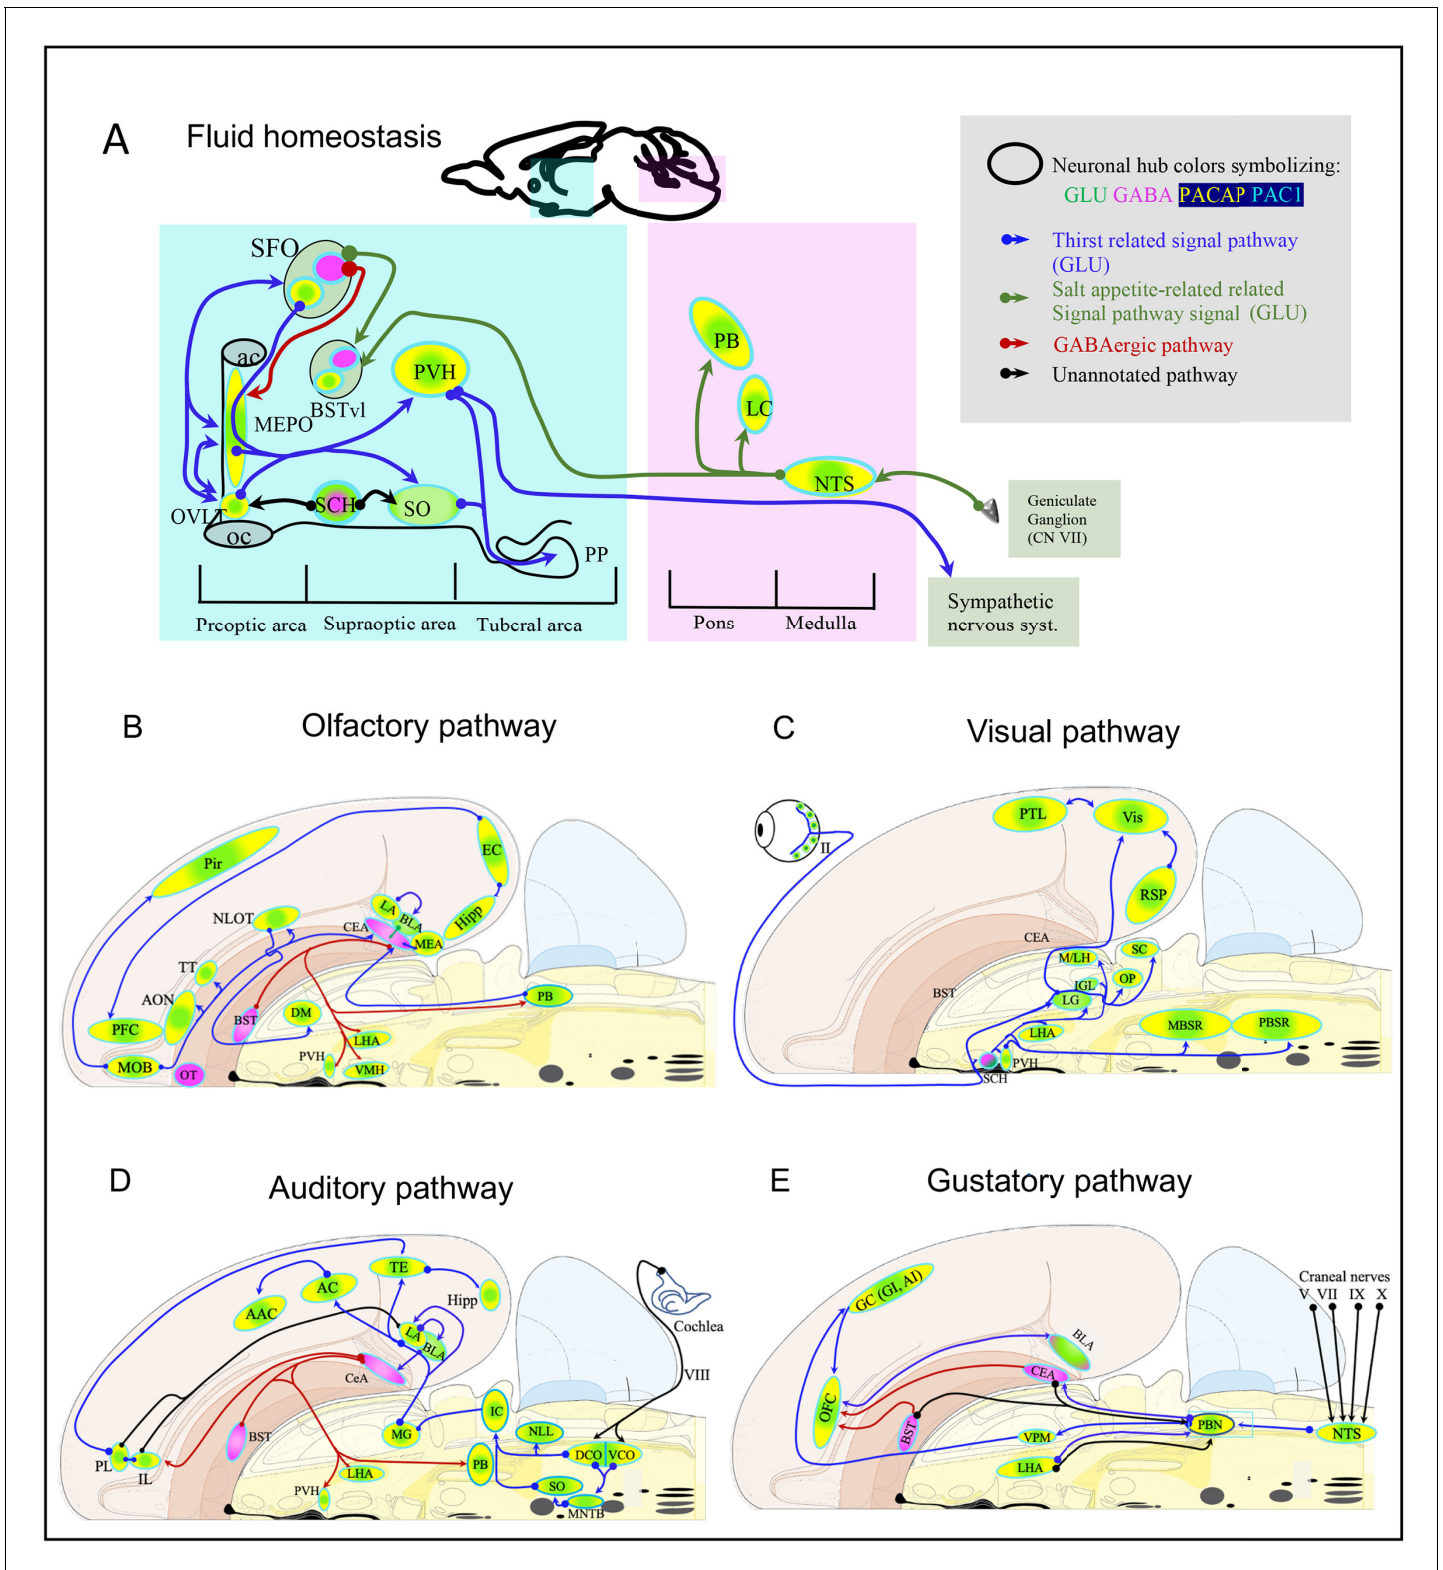 A
Fluid homeostasis
Neuronal hub colors symbolizing:
GLU GABA PACAP PAC1
Thirst related signal pathway
(GLU)
Salt appetite-related related
Signal pathway signal (GLU)
GABAergic pathway
Unannotated pathway
SFO
ac
MEPO
BSTvl
PVH
OVLT
SCH
SO
oc
PP
PB
LC
NTS
Geniculate
Ganglion
(CN VII)
Sympathetic
nervous syst.
Preoptic area
Supraoptic area
Tuberal area
Pons
Medulla
B
Olfactory pathway
Pir
EC
NLOT
LA
BLA
CEA
MEA
Hipp
TT
AON
PFC
BST
DM
PB
LHA
PVH
VMH
MOB
OT
C
Visual pathway
II
PTL
Vis
RSP
CEA
SC
M/LH
BST
IGL
OP
LG
LHA
MBSR
PBSR
PVH
SCH
D
Auditory pathway
TE
AC
AAC
Hipp
LA
BLA
CeA
Cochlea
VIII
IC
MG
NLL
BST
DCO
VCO
PL
IL
LHA
PB
SO
PVH
MNTB
E
Gustatory pathway
GC (GI, AI)
Craneal nerves
V VII IX X
BLA
CEA
OFC
BST
PBN
VPM
NTS
LHA